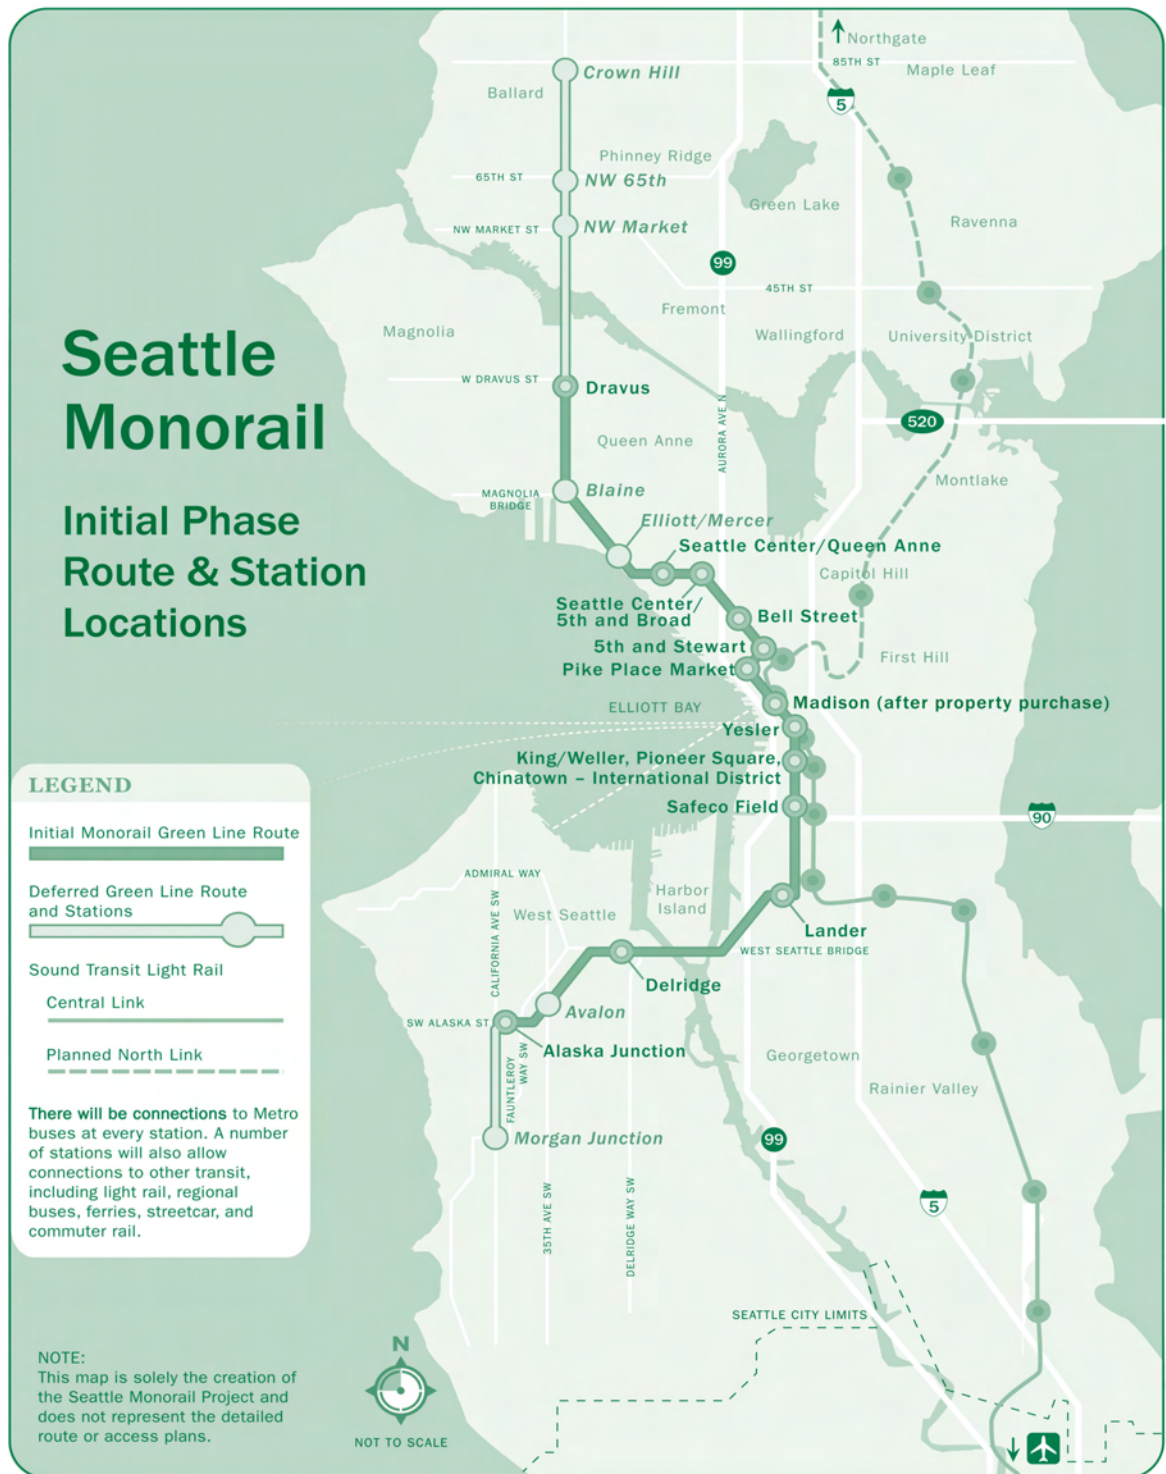 Northgate
85TH ST
Maple Leaf
Crown Hill
Ballard
5
Phinney Ridge
65TH ST
NW 65th
Green Lake
Ravenna
NW MARKET ST
NW Market
99
45TH ST
Fremont
Magnolia
Wallingford
University District
Seattle
Monorail
W DRAVUS ST
Dravus
AURORA AVE N
520
Queen Anne
Montlake
MAGNOLIA
BRIDGE
Blaine
Initial Phase
Route & Station
Locations
Elliott/Mercer
Seattle Center/Queen Anne
Capitol Hill
Seattle Center/
5th and Broad
Bell Street
5th and Stewart
First Hill
Pike Place Market
Madison (after property purchase)
ELLIOTT BAY
Yesler
King/Weller, Pioneer Square,
Chinatown – International District
Safeco Field
90
LEGEND
Initial Monorail Green Line Route
Deferred Green Line Route
and Stations
Sound Transit Light Rail
Central Link
Planned North Link
There will be connections to Metro
buses at every station. A number
of stations will also allow
connections to other transit,
including light rail, regional
buses, ferries, streetcar, and
commuter rail.
ADMIRAL WAY
CALIFORNIA AVE SW
West Seattle
Harbor
Island
Lander
WEST SEATTLE BRIDGE
Delridge
Avalon
SW ALASKA ST
Alaska Junction
FAUNTLEROY
WAY SW
Georgetown
Rainier Valley
Morgan Junction
99
35TH AVE SW
DELRIDGE WAY SW
5
SEATTLE CITY LIMITS
NOTE:
This map is solely the creation of
the Seattle Monorail Project and
does not represent the detailed
route or access plans.
N
NOT TO SCALE